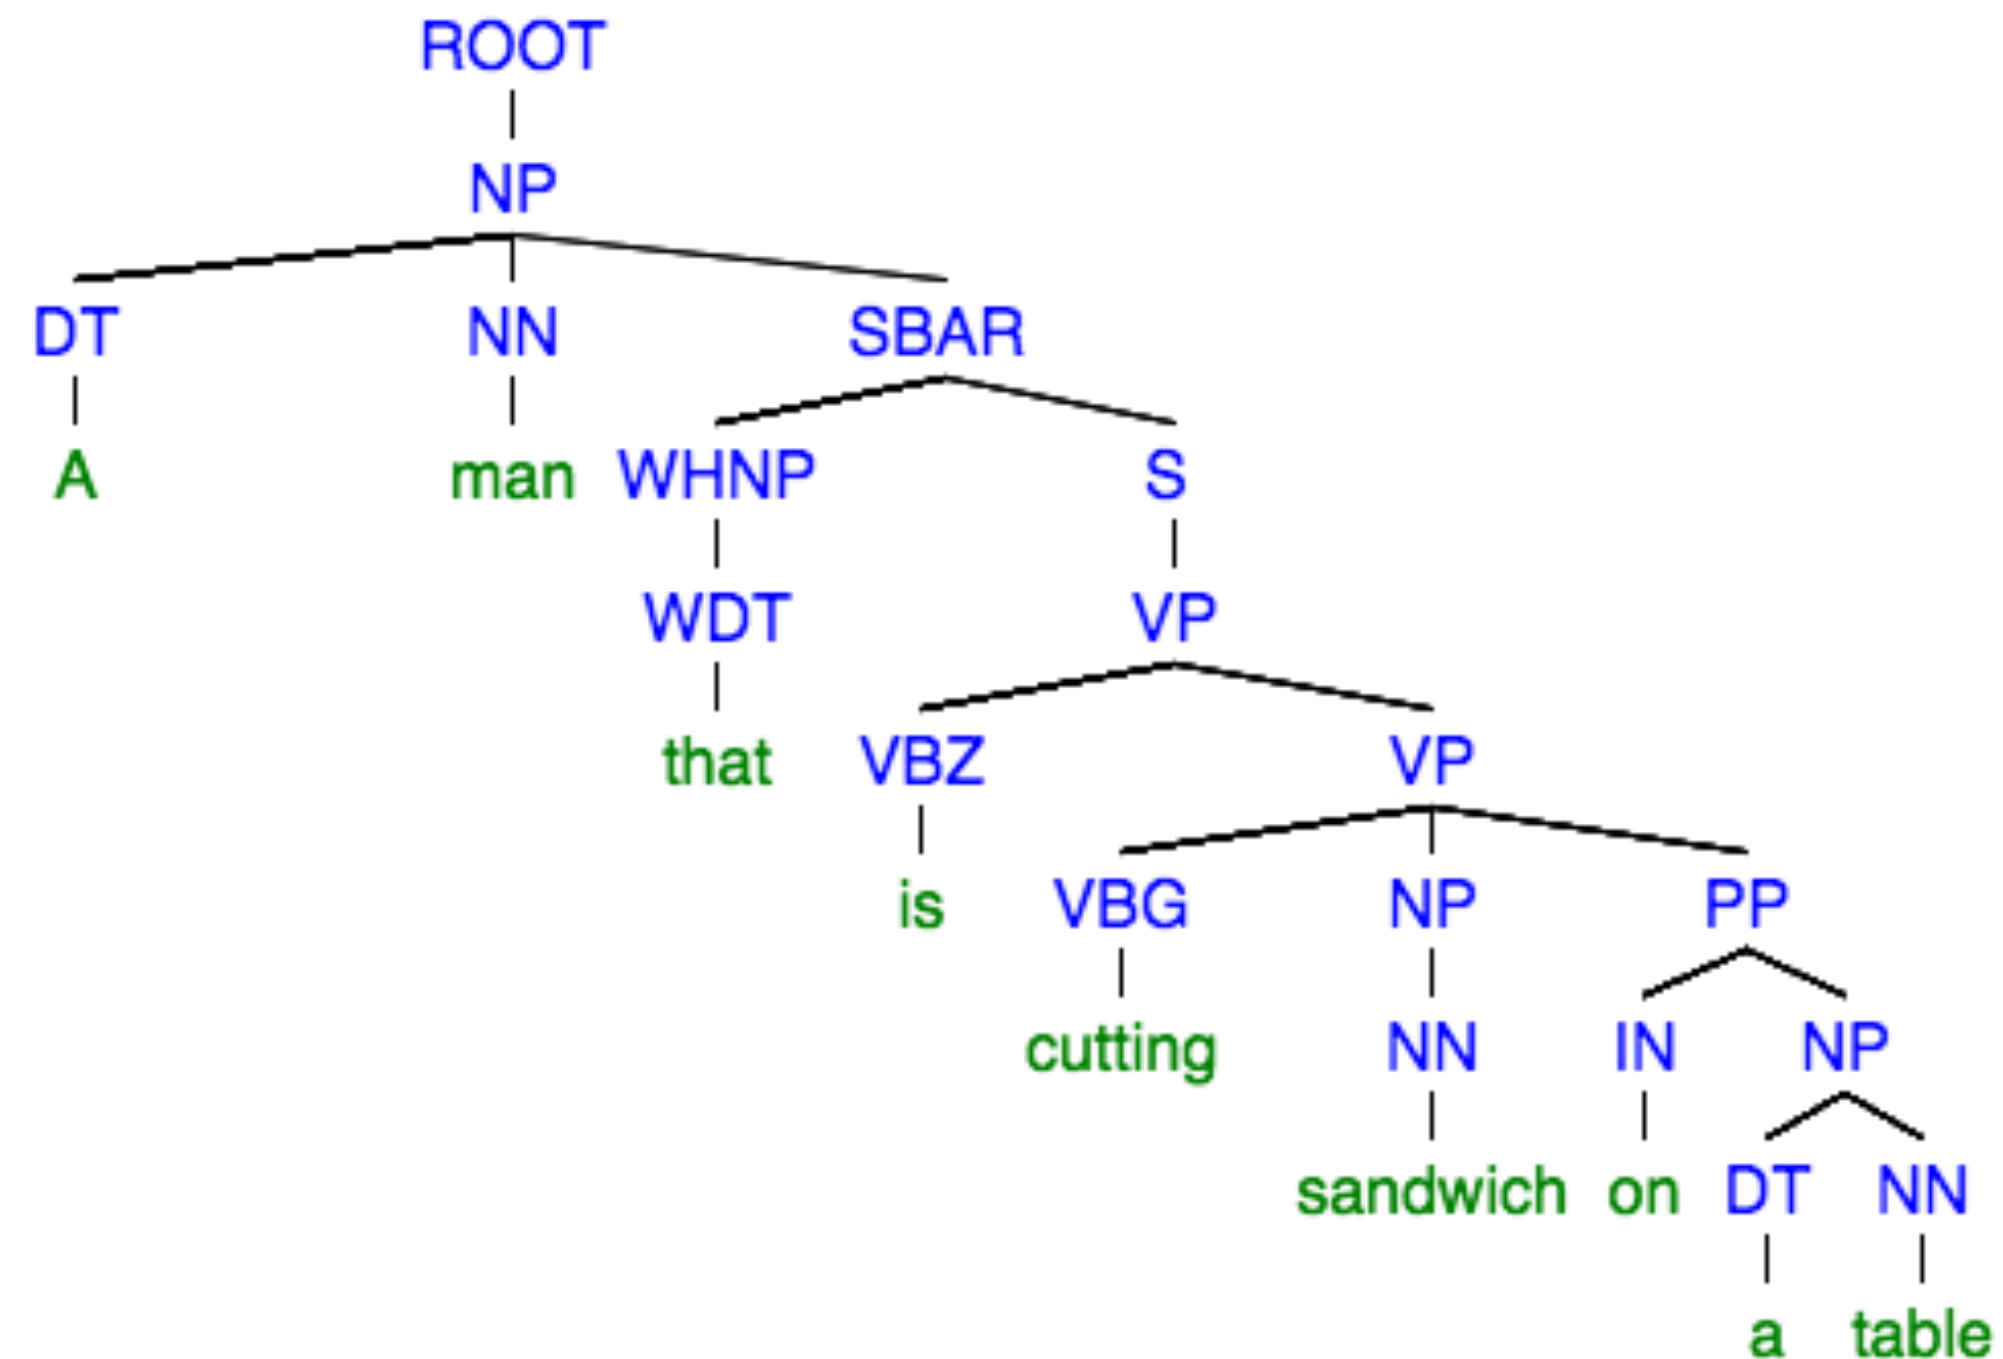 ROOT
NP
DT NN SBAR
A man WHNP S
WDT VP
that VBZ VP
is VBG NP PP
cutting NN IN NP
sandwich on DT NN
a table